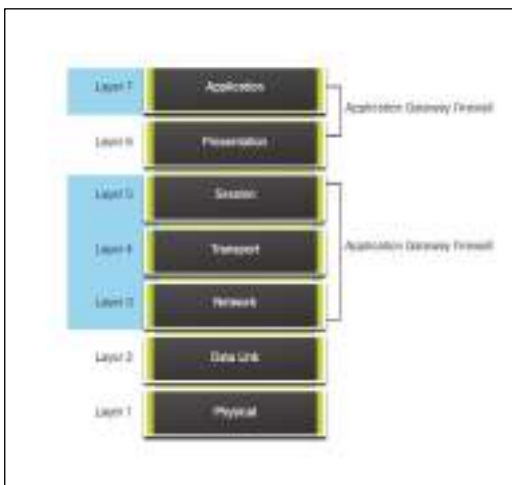 Layer 7 Application
Application Gateway Firewall
Layer 6 Presentation
Layer 5 Session
Layer 4 Transport
Application Gateway Firewall
Layer 3 Network
Layer 2 Data Link
Layer 1 Physical